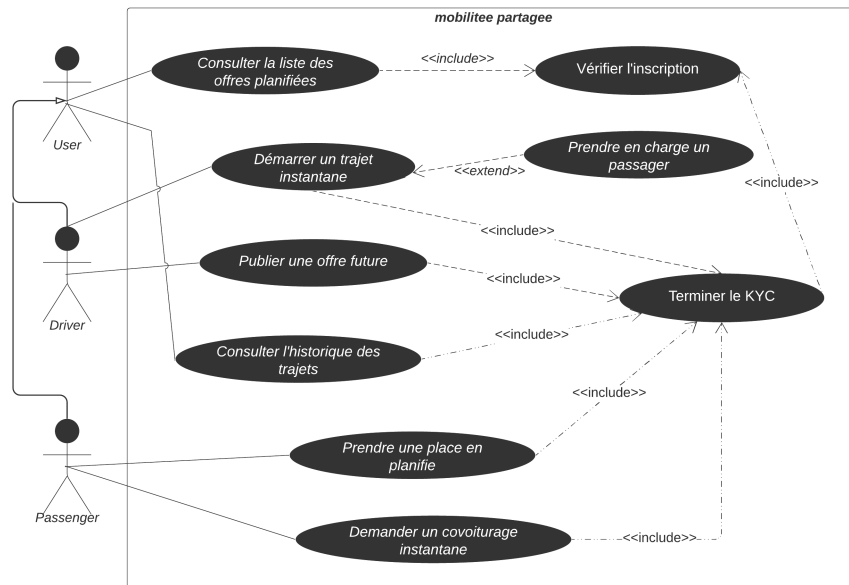 mobilitee partagee
Consulter la liste des
offres planifiées
<<include>>
Vérifier l'inscription
User
Démarrer un trajet
instantane
<<extend>>
Prendre en charge un
passager
<<include>>
<<include>>
Driver
Publier une offre future
<<include>>
Terminer le KYC
Consulter l'historique des
trajets
<<include>>
<<include>>
Passenger
Prendre une place en
planifie
Demander un covoiturage
instantane
<<include>>